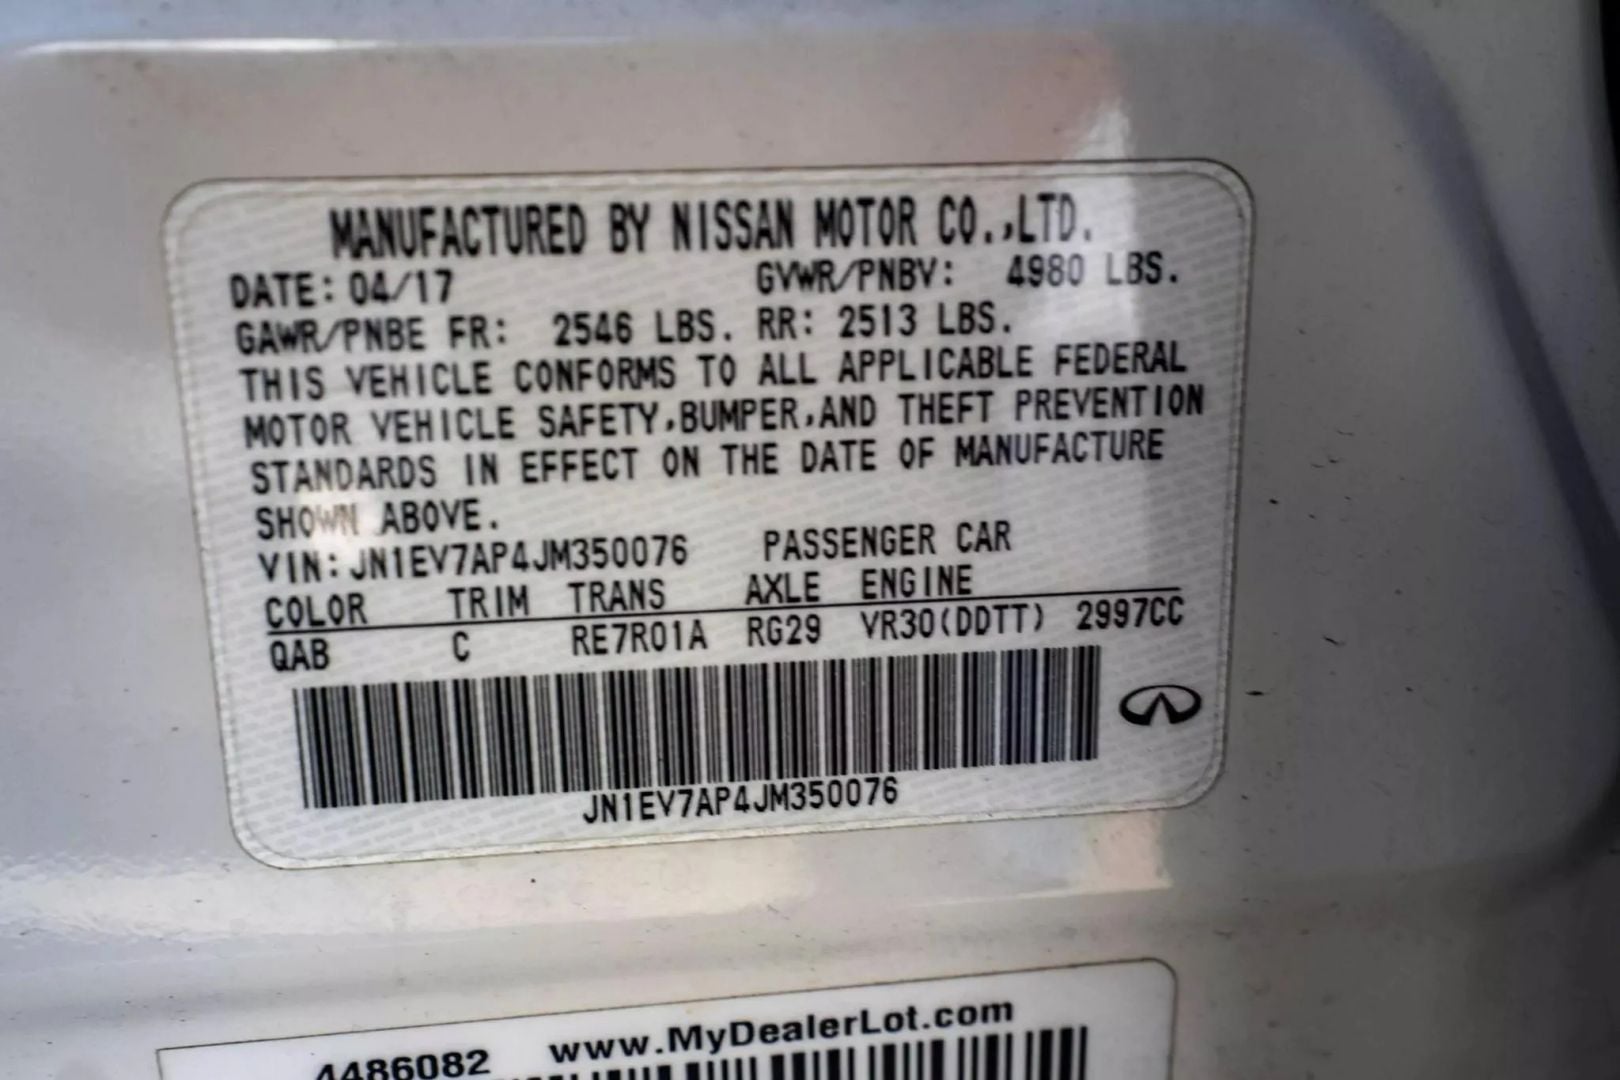 MANUFACTURED BY NISSAN MOTOR CO.,LTD.
DATE: 04/17 GVWR/PNBV: 4980 LBS.
GAWR/PNBE FR: 2546 LBS. RR: 2513 LBS.
THIS VEHICLE CONFORMS TO ALL APPLICABLE FEDERAL
MOTOR VEHICLE SAFETY,BUMPER,AND THEFT PREVENTION
STANDARDS IN EFFECT ON THE DATE OF MANUFACTURE
SHOWN ABOVE.
VIN: JN1EV7AP4JM350076 PASSENGER CAR
COLOR TRIM TRANS AXLE ENGINE
QAB C RE7R01A RG29 VR30(DDTT) 2997CC
JN1EV7AP4JM350076
4486082 www.MyDealerLot.com